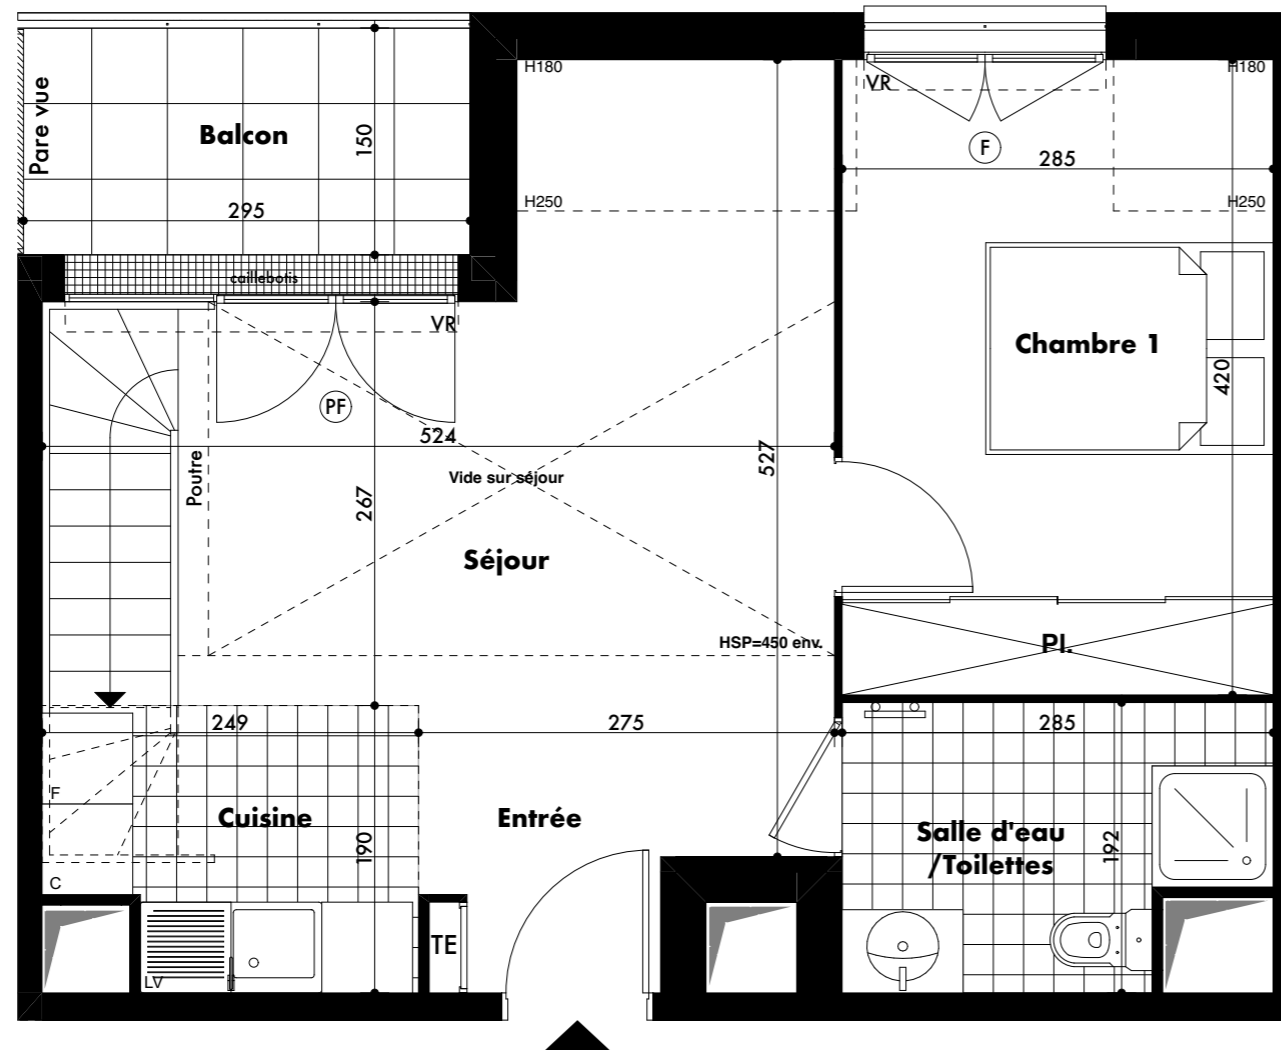 H180
H180
VR
Pare vue
Balcon
150
F
285
295
H250
H250
caillebotis
VR
Chambre 1
420
PF
524
527
Poutre
Vide sur séjour
267
Séjour
HSP=450 env.
Pl.
249
275
285
F
Cuisine
190
Entrée
Salle d'eau
/Toilettes
192
C
TE
LV